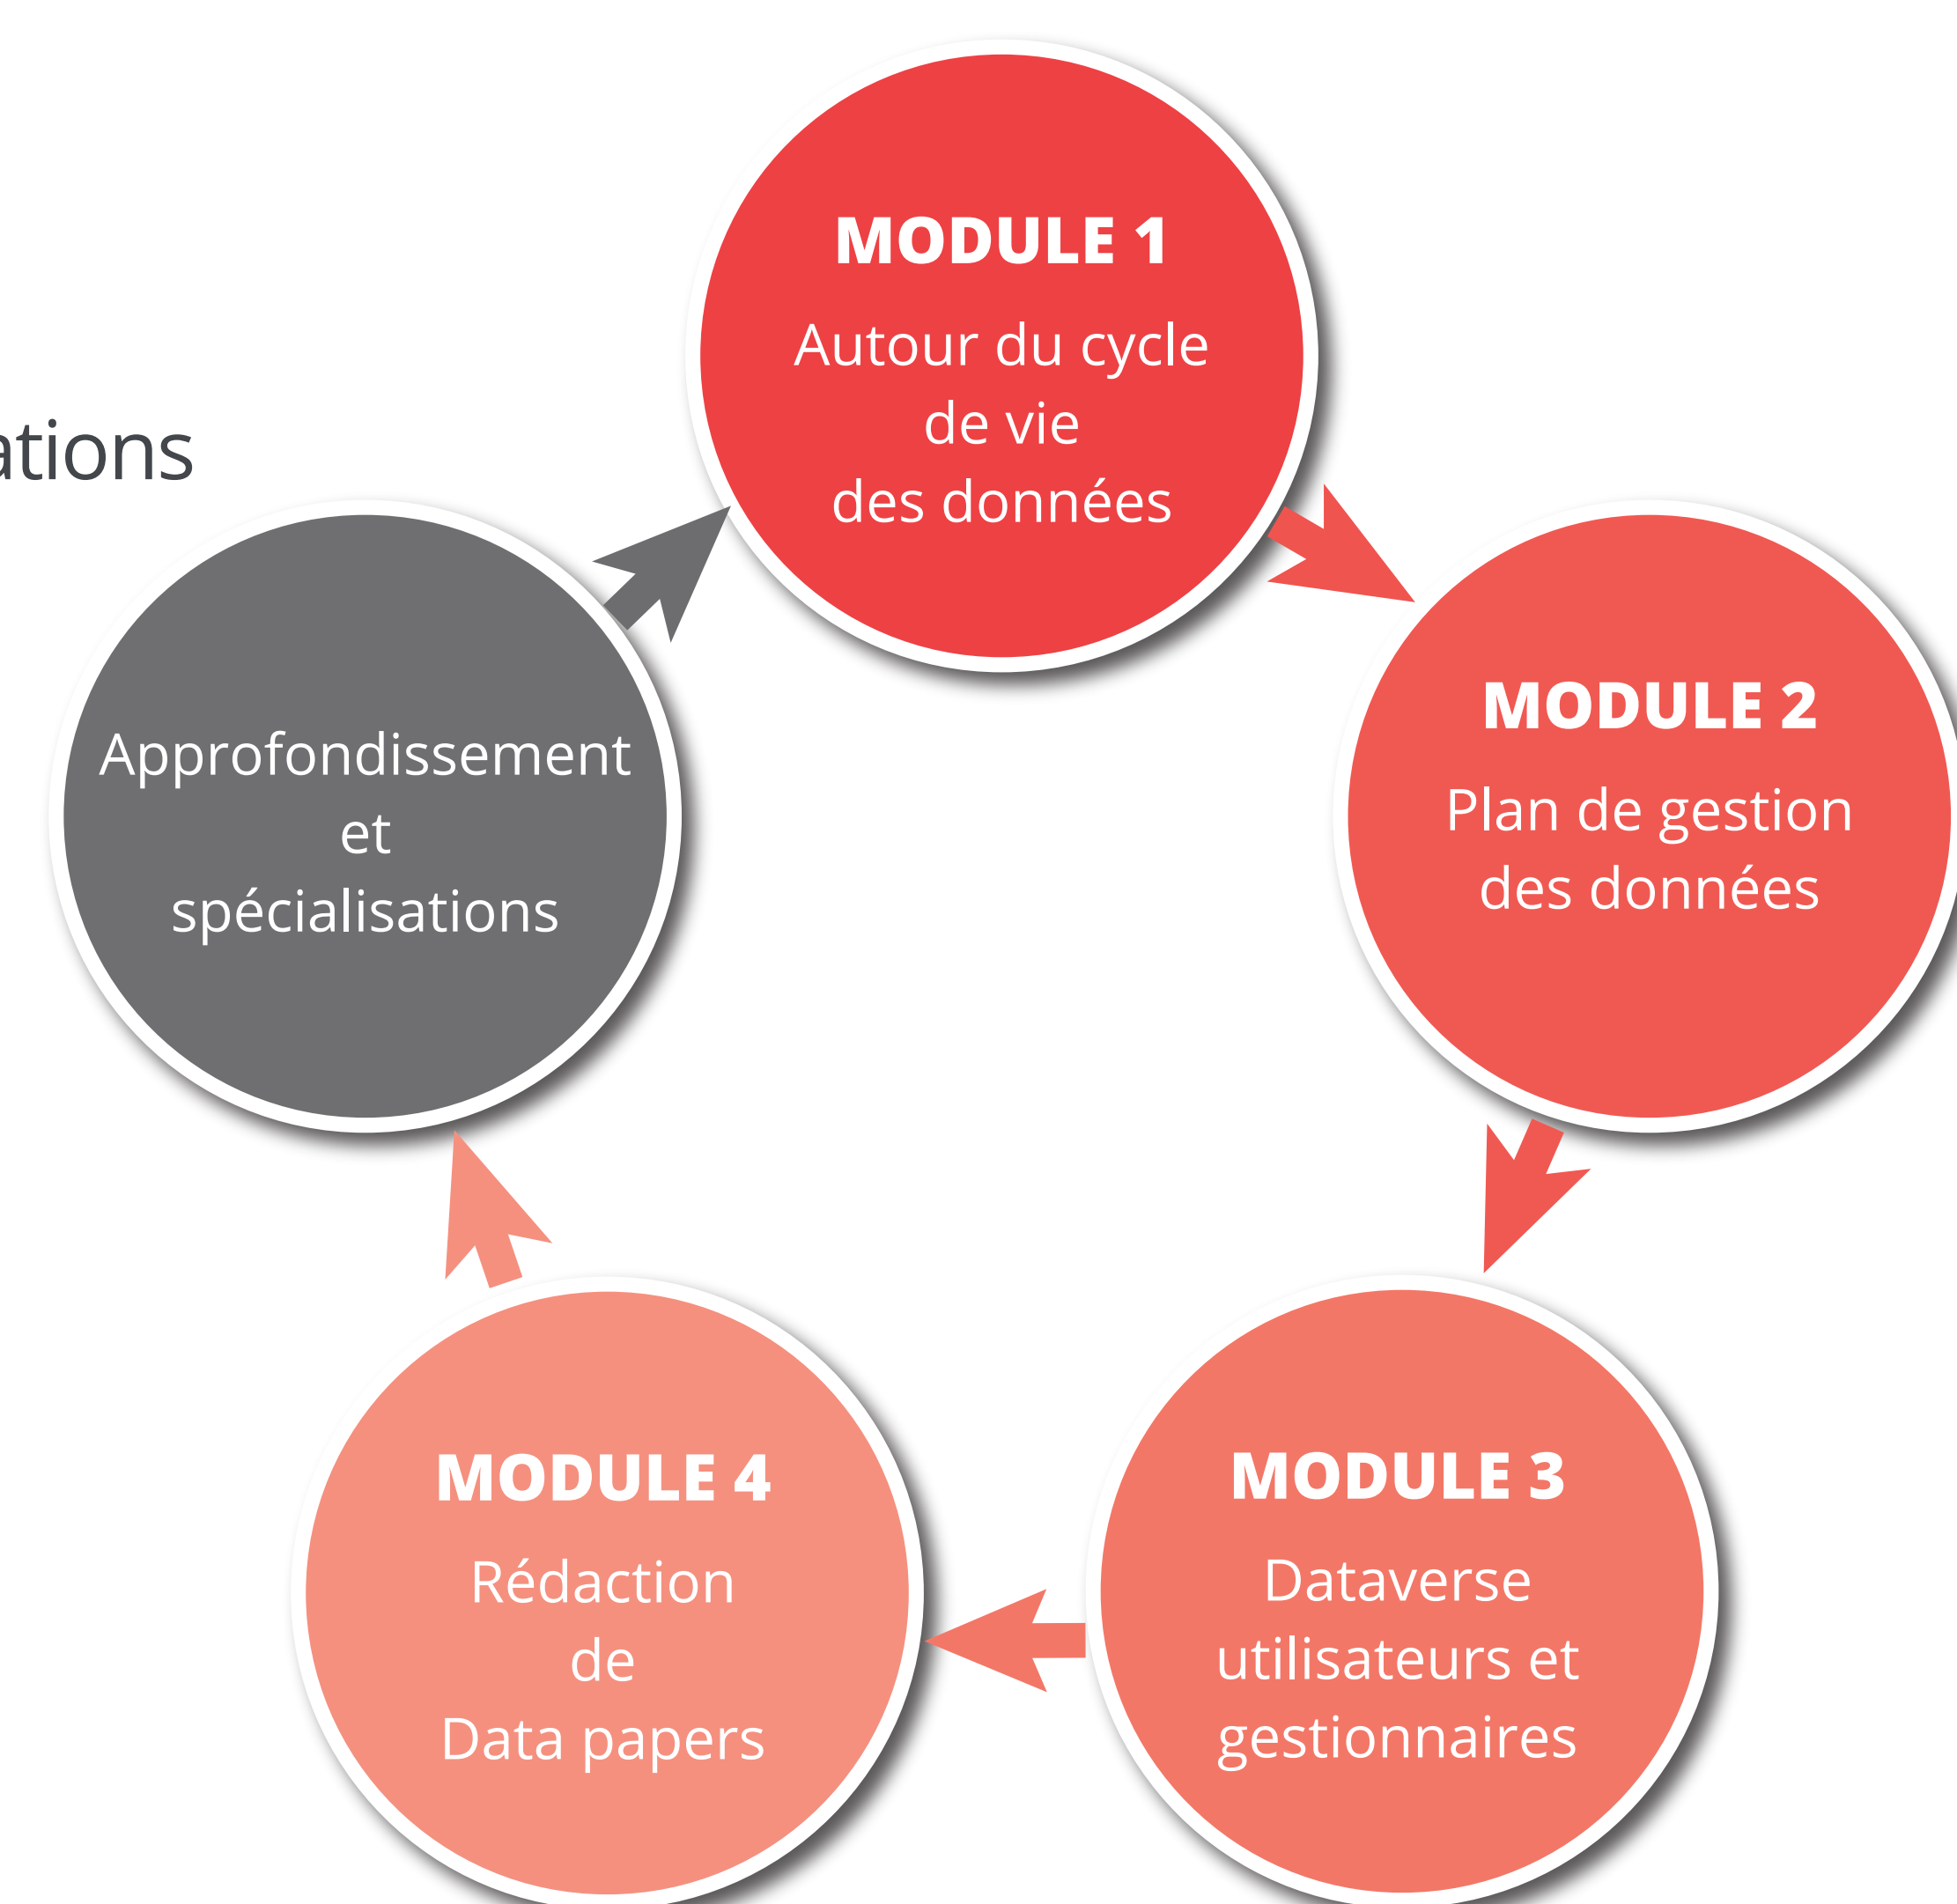 MODULE 1
Autour du cycle
de vie
des données
MODULE 2
Plan de gestion
des données
MODULE 3
Dataverse
utilisateurs et
gestionnaires
MODULE 4
Rédaction
de
Data papers
Approfondissement
et
spécialisations